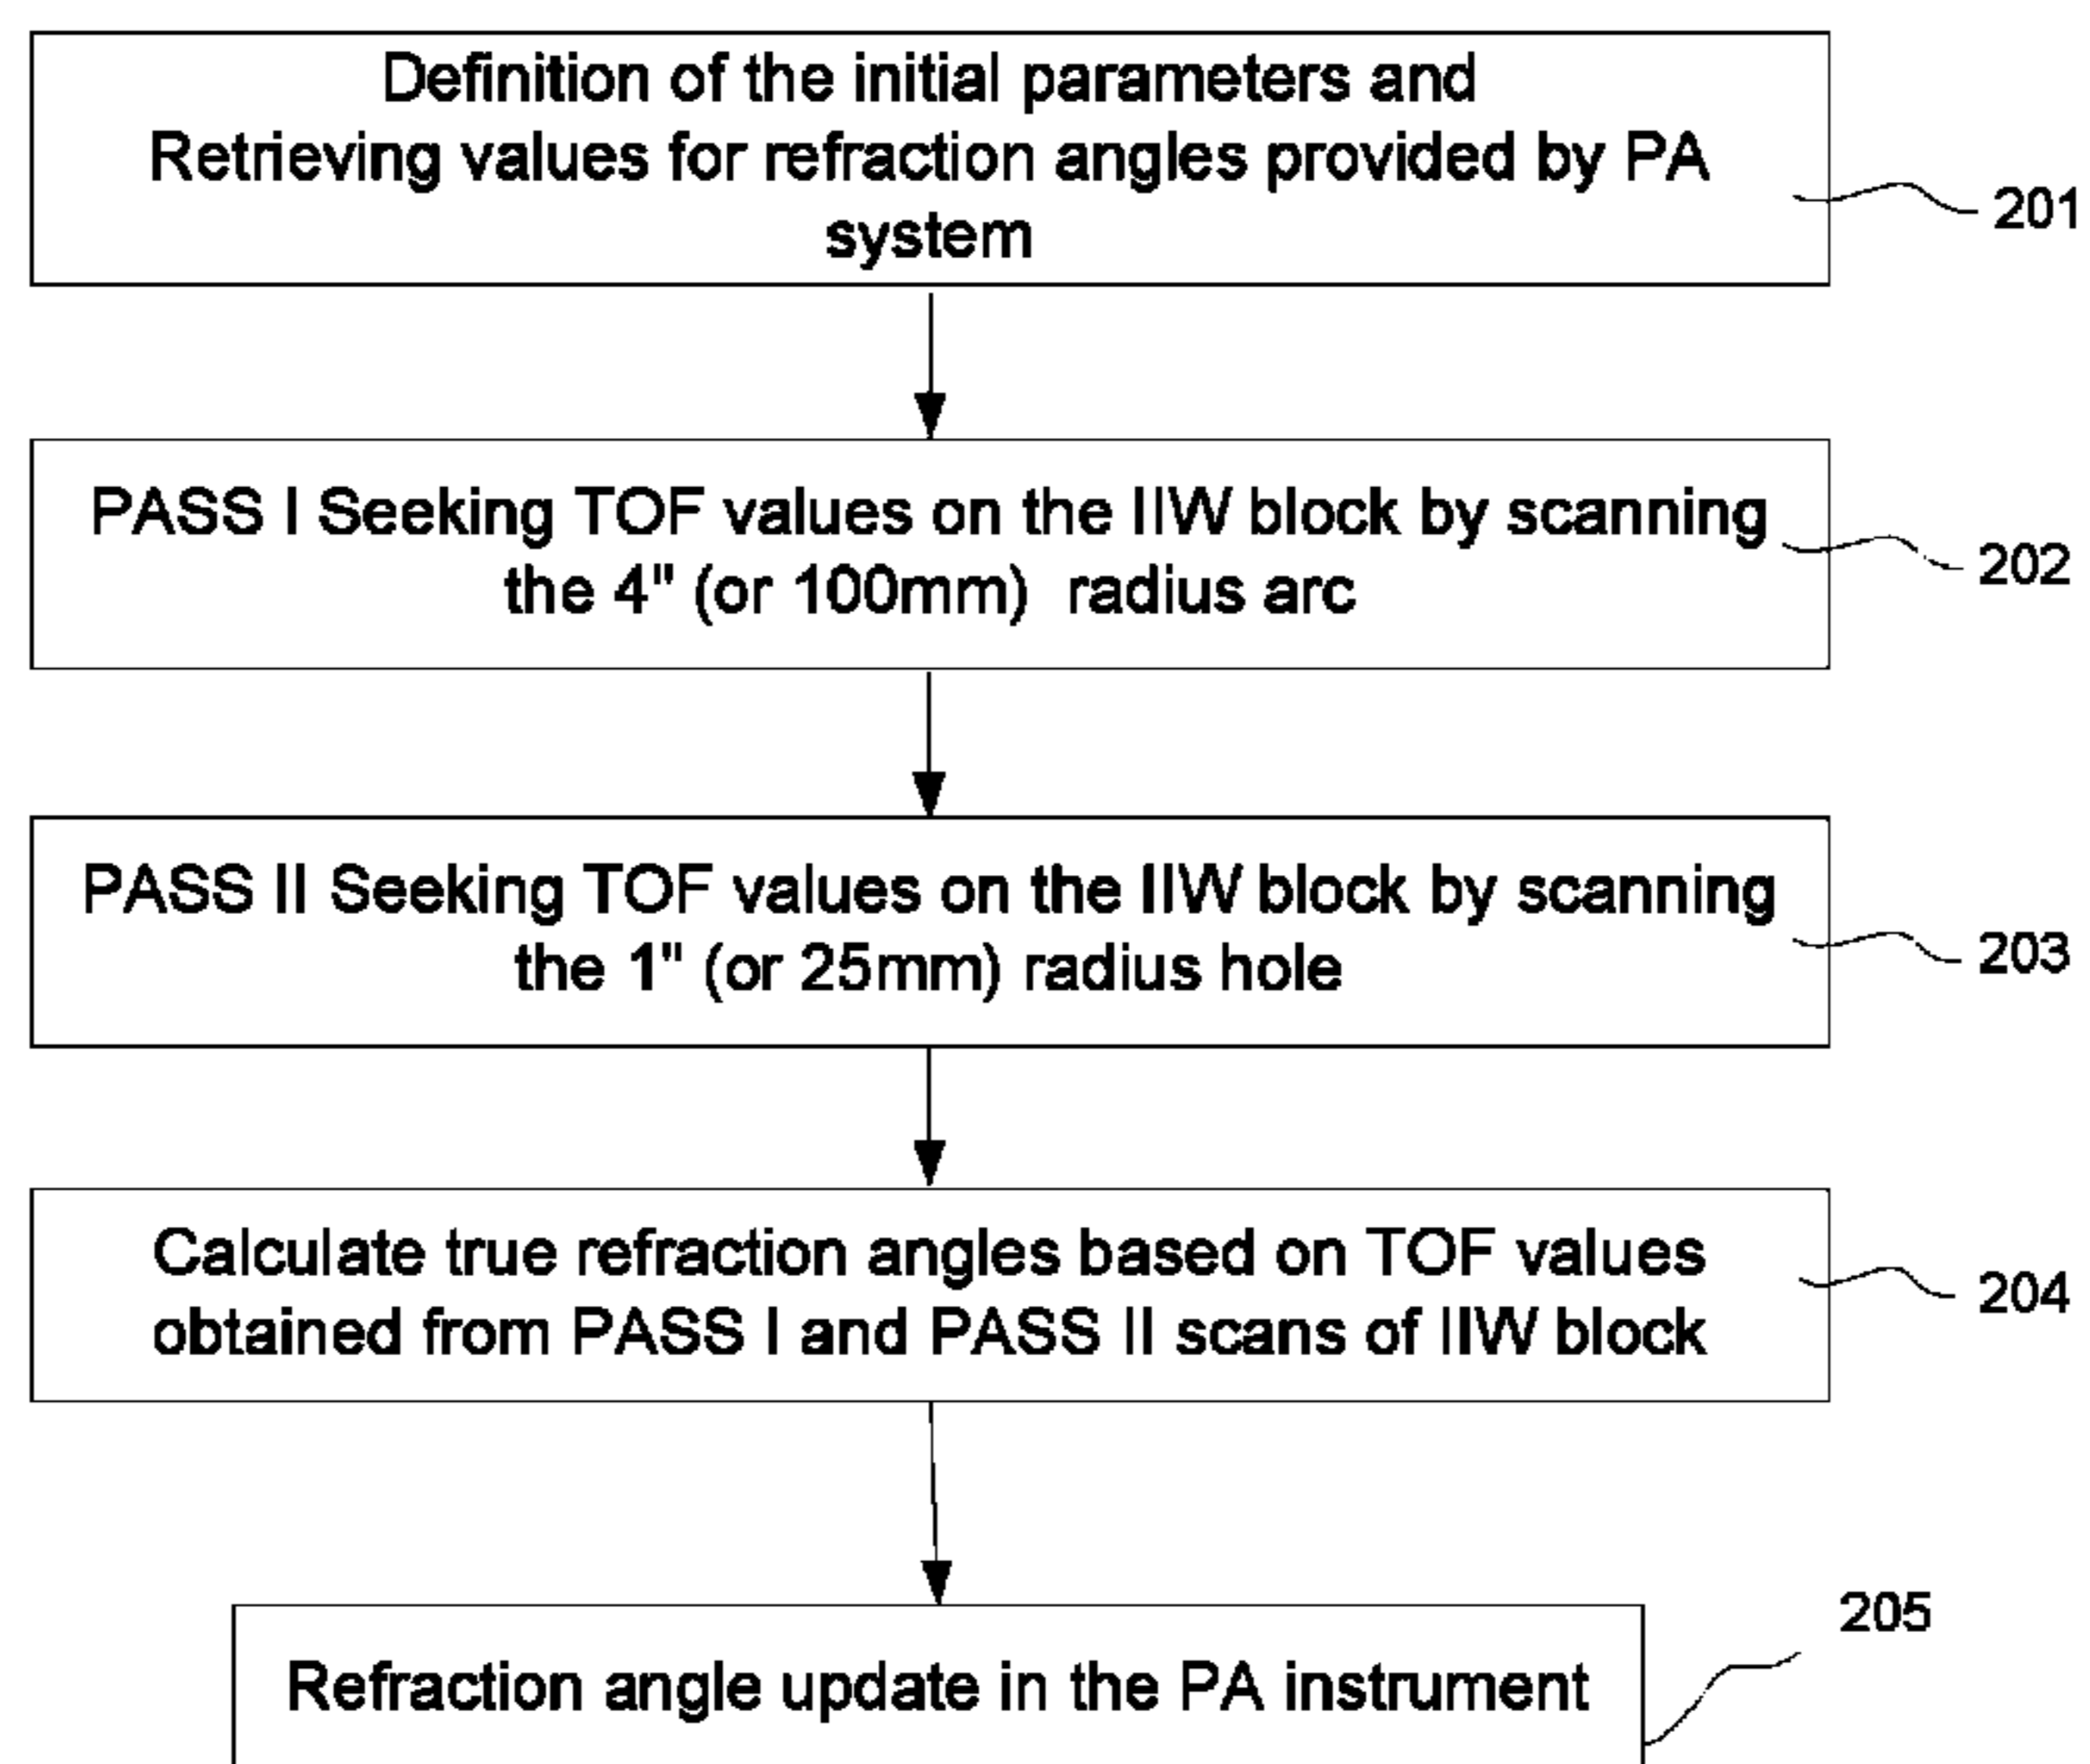 Definition of the initial parameters and
Retrieving values for refraction angles provided by PA
system
201
PASS I Seeking TOF values on the IIW block by scanning
the 4" (or 100mm) radius arc
202
PASS II Seeking TOF values on the IIW block by scanning
the 1" (or 25mm) radius hole
203
Calculate true refraction angles based on TOF values
obtained from PASS I and PASS II scans of IIW block
204
205
Refraction angle update in the PA instrument